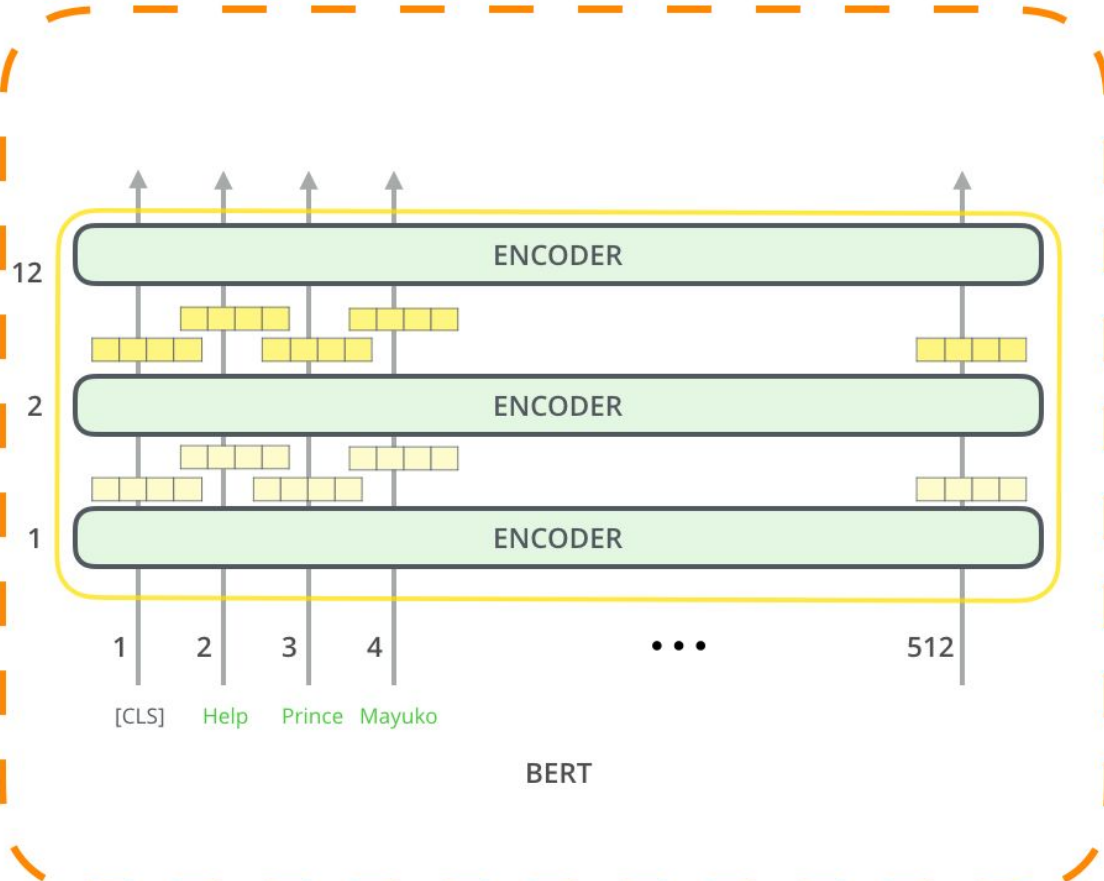 12 ENCODER
2 ENCODER
1 ENCODER
1 2 3 4 ••• 512
[CLS] Help Prince Mayuko
BERT